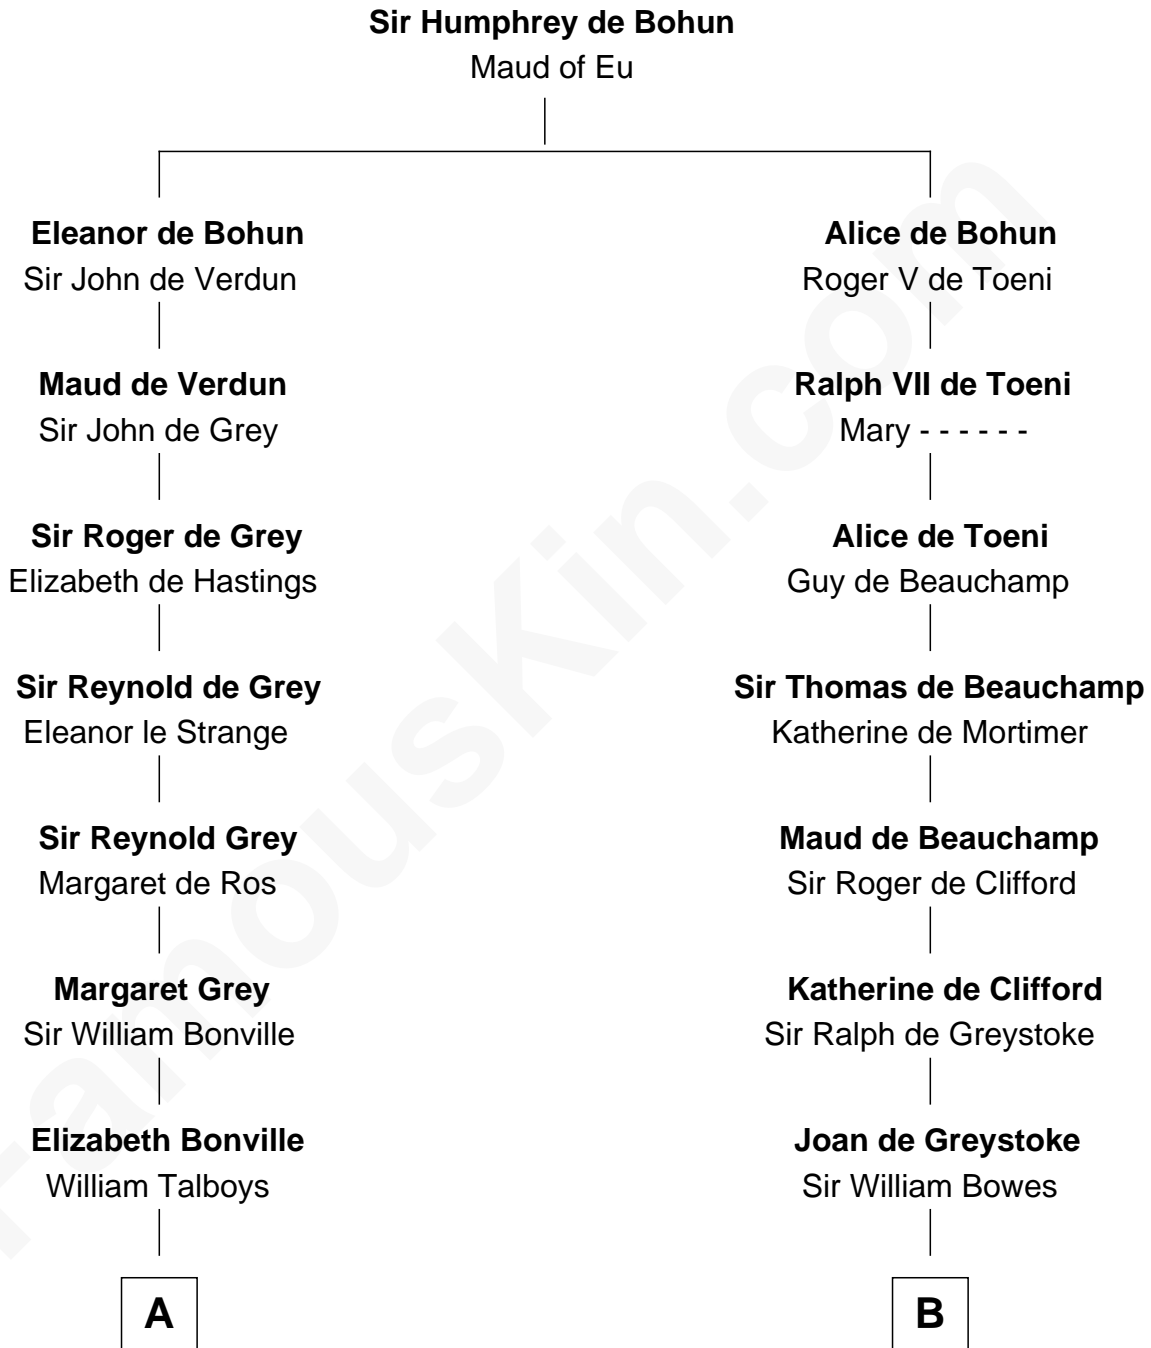 Sir Humphrey de Bohun
Maud of Eu
Eleanor de Bohun
Sir John de Verdun
Maud de Verdun
Sir John de Grey
Sir Roger de Grey
Elizabeth de Hastings
Sir Reynold de Grey
Eleanor le Strange
Sir Reynold Grey
Margaret de Ros
Margaret Grey
Sir William Bonville
Elizabeth Bonville
William Talboys
A
Alice de Bohun
Roger V de Toeni
Ralph VII de Toeni
Mary - - - - - -
Alice de Toeni
Guy de Beauchamp
Sir Thomas de Beauchamp
Katherine de Mortimer
Maud de Beauchamp
Sir Roger de Clifford
Katherine de Clifford
Sir Ralph de Greystoke
Joan de Greystoke
Sir William Bowes
B
FamousKin.com